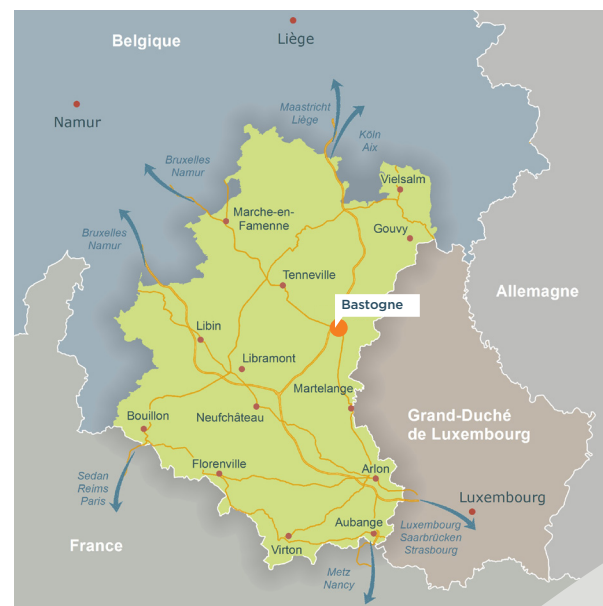 Belgique
Liège
Namur
Maastricht
Liège
Köln
Aix
Bruxelles
Namur
Vielsalm
Marche-en-
Famenne
Gouvy
Bruxelles
Namur
Tenneville
Allemagne
Bastogne
Libin
Libramont
Martelange
Bouillon
Neufchâteau
Grand-Duché
de Luxembourg
Florenville
Arlon
Sedan
Reims
Paris
Luxembourg
Aubange
Luxembourg
Saarbrücken
Strasbourg
France
Virton
Metz
Nancy